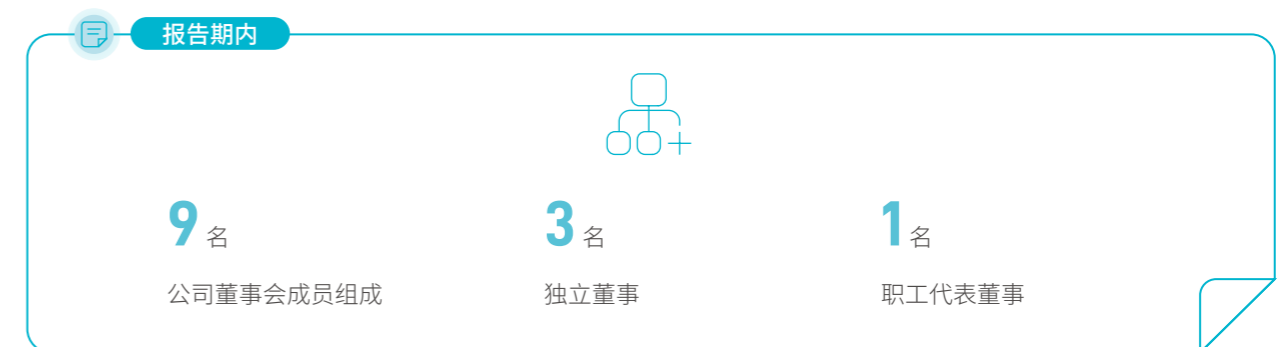 报告期内
9 名
3 名
1 名
公司董事会成员组成
独立董事
职工代表董事